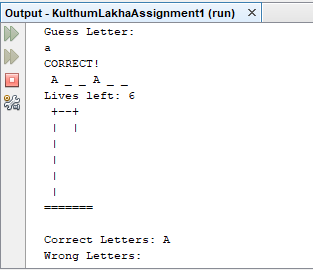 Output - KulthumLakhaAssignment1 (run)
Guess Letter:
a
CORRECT!
A _ _ A _ _
Lives left: 6
+--+
|  |
|
|
|
|
=======
Correct Letters: A
Wrong Letters: